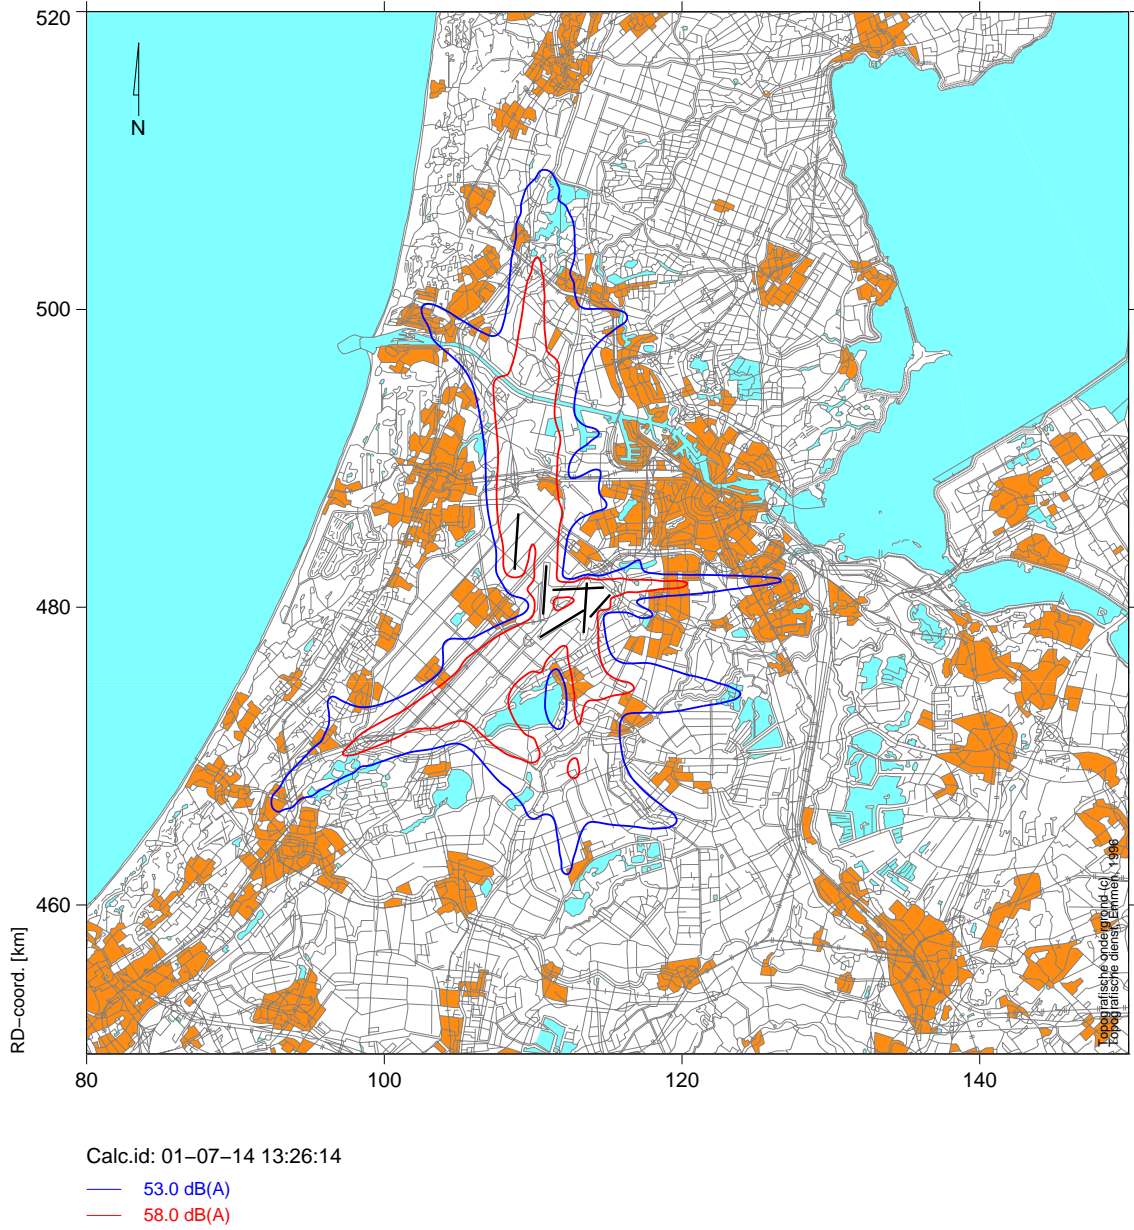 520
N
500
480
460
RD−coord. [km]
80
100
120
140
Topografische ondergrond (c)
Topografische dienst, Emmen, 1996
Calc.id: 01−07−14 13:26:14
53.0 dB(A)
58.0 dB(A)